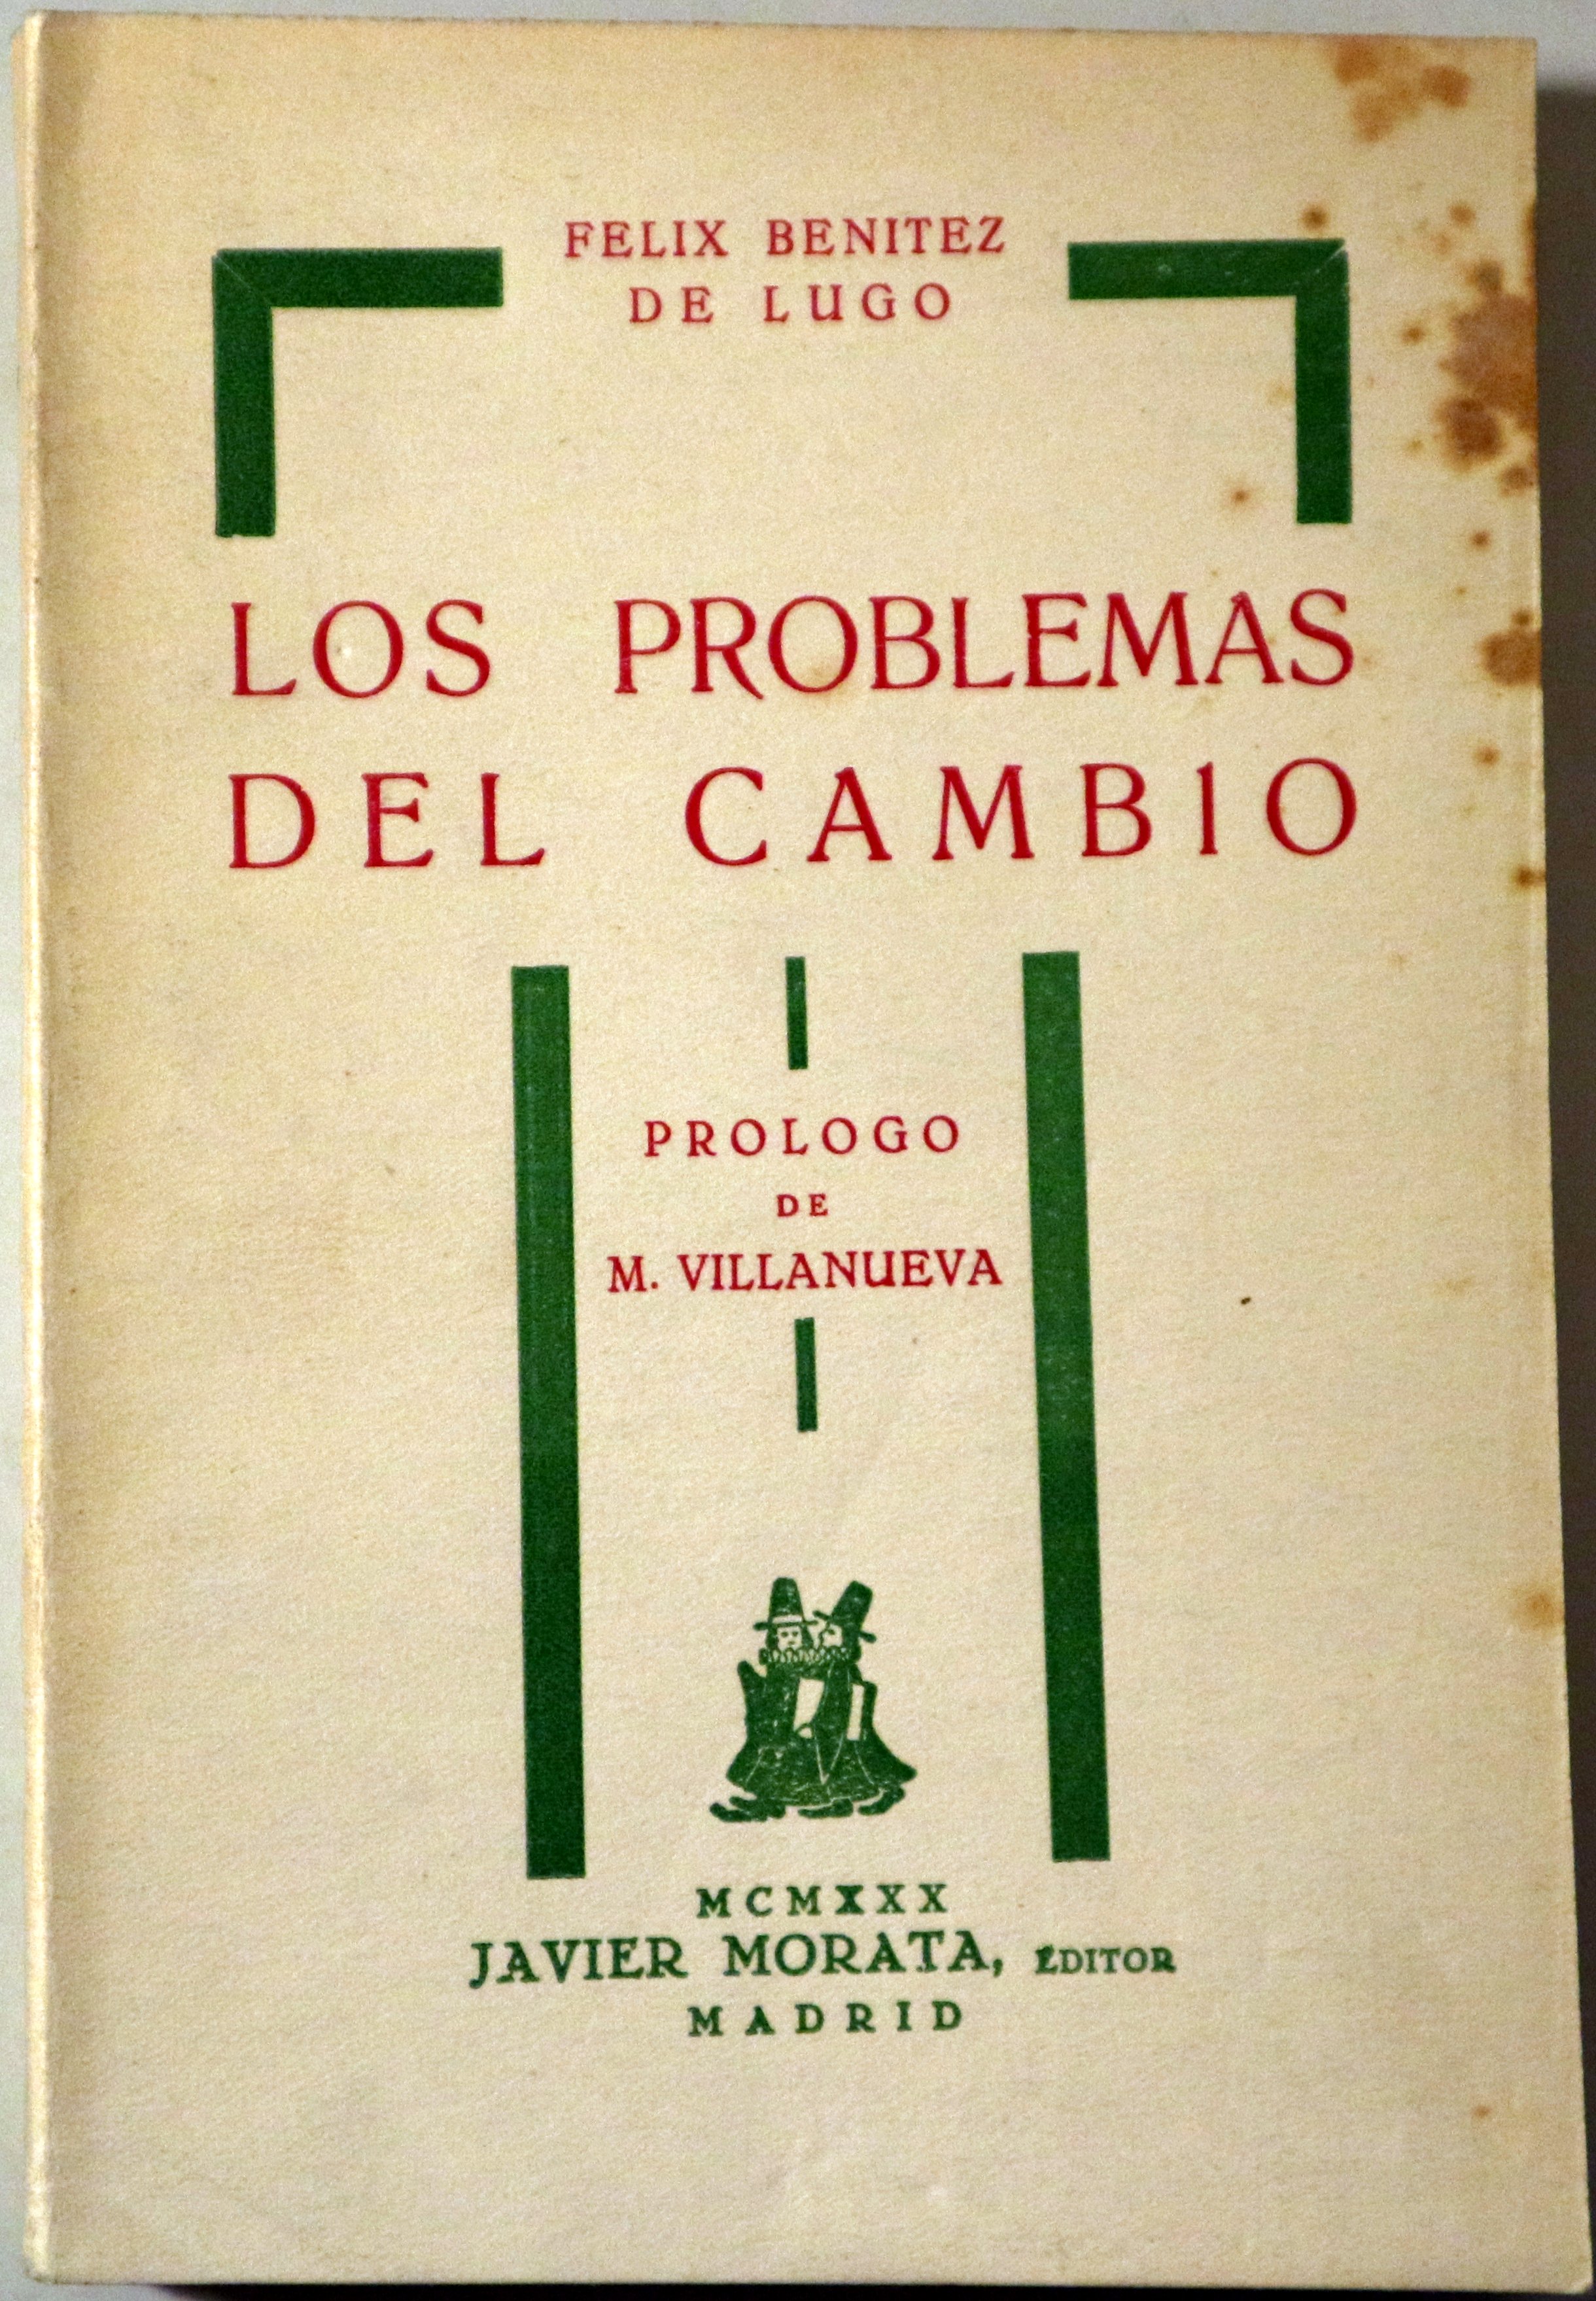 FELIX BENITEZ
DE LUGO
LOS PROBLEMAS
DEL CAMBIO
PROLOGO
DE
M. VILLANUEVA
MCMXXX
JAVIER MORATA, EDITOR
MADRID